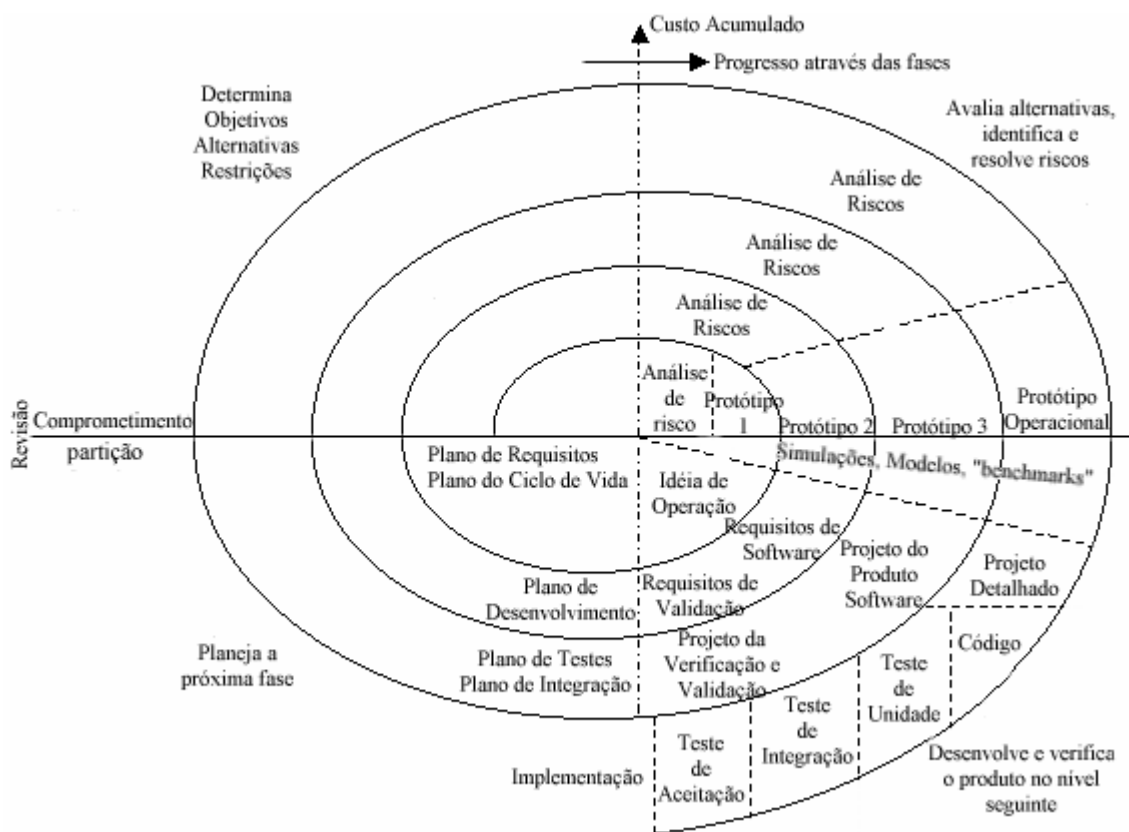 Custo Acumulado
Progresso através das fases
Determina
Objetivos
Alternativas
Restrições
Avalia alternativas,
identifica e
resolve riscos
Análise de
Riscos
Análise de
Riscos
Análise de
Riscos
Análise
de
risco
Protótipo
1
Protótipo 2
Protótipo 3
Protótipo
Operacional
Revisão
Comprometimento
partição
Simulações, Modelos, "benchmarks"
Plano de Requisitos
Plano do Ciclo de Vida
Idéia de
Operação
Requisitos de
Software
Projeto do
Produto
Software
Projeto
Detalhado
Plano de
Desenvolvimento
Requisitos de
Validação
Código
Planeja a
próxima fase
Plano de Testes
Plano de Integração
Projeto da
Verificação e
Validação
Teste
de
Unidade
Teste
de
Integração
Teste
de
Aceitação
Implementação
Desenvolve e verifica
o produto no nível
seguinte